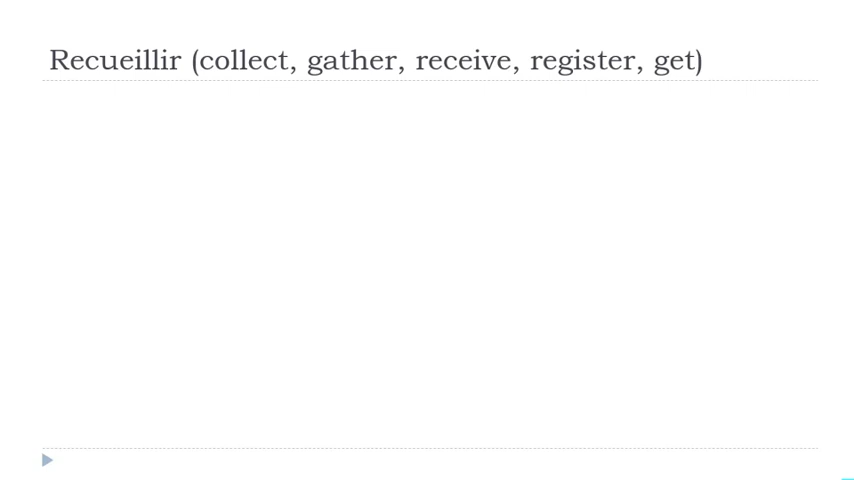 Recueillir (collect, gather, receive, register, get)